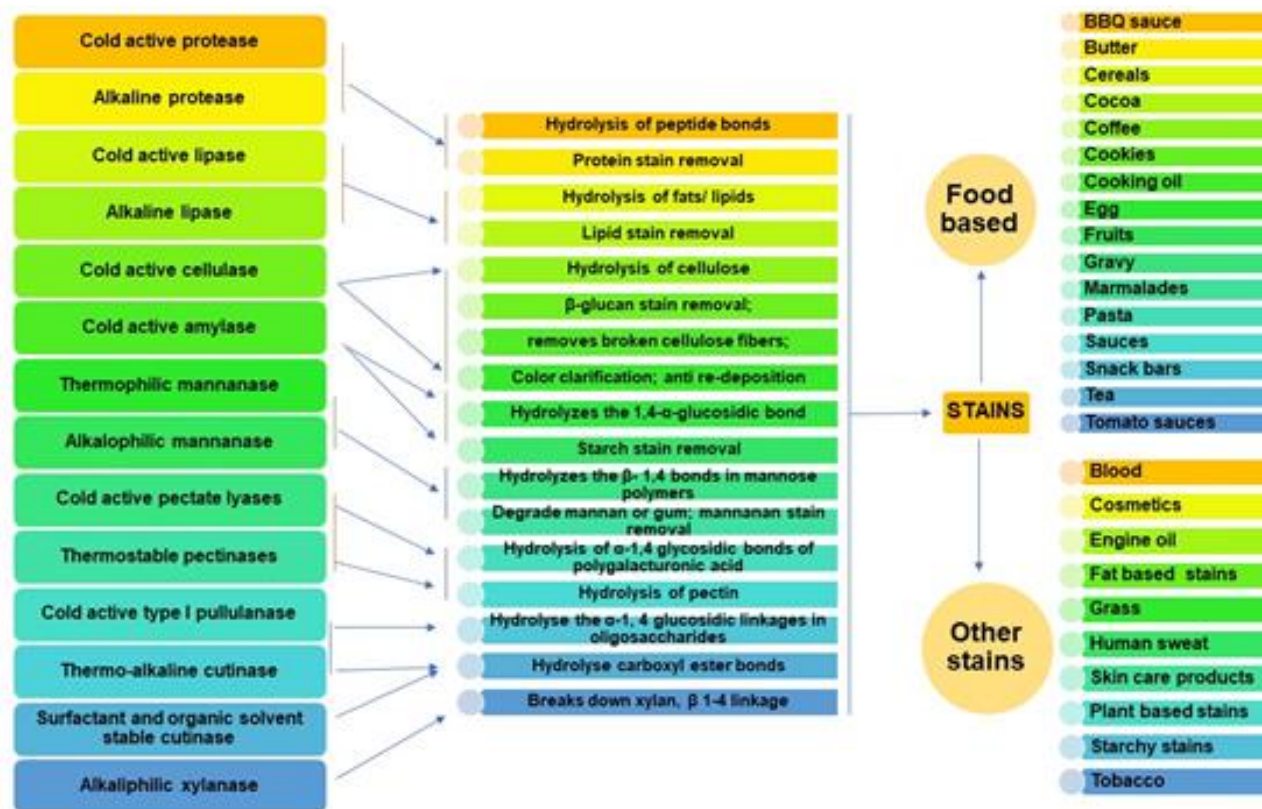 Cold active protease
Alkaline protease
Cold active lipase
Alkaline lipase
Cold active cellulase
Cold active amylase
Thermophilic mannanase
Alkalophilic mannanase
Cold active pectate lyases
Thermostable pectinases
Cold active type I pullulanase
Thermo-alkaline cutinase
Surfactant and organic solvent
stable cutinase
Alkaliphilic xylanase
Hydrolysis of peptide bonds
Protein stain removal
Hydrolysis of fats/ lipids
Lipid stain removal
Hydrolysis of cellulose
β-glucan stain removal;
removes broken cellulose fibers;
Color clarification; anti re-deposition
Hydrolyzes the 1,4-α-glucosidic bond
Starch stain removal
Hydrolyzes the β- 1,4 bonds in mannose
polymers
Degrade mannan or gum; mannanan stain
removal
Hydrolysis of α-1,4 glycosidic bonds of
polygalacturonic acid
Hydrolysis of pectin
Hydrolyse the α-1, 4 glucosidic linkages in
oligosaccharides
Hydrolyse carboxyl ester bonds
Breaks down xylan, β 1-4 linkage
Food
based
STAINS
Other
stains
BBQ sauce
Butter
Cereals
Cocoa
Coffee
Cookies
Cooking oil
Egg
Fruits
Gravy
Marmalades
Pasta
Sauces
Snack bars
Tea
Tomato sauces
Blood
Cosmetics
Engine oil
Fat based stains
Grass
Human sweat
Skin care products
Plant based stains
Starchy stains
Tobacco